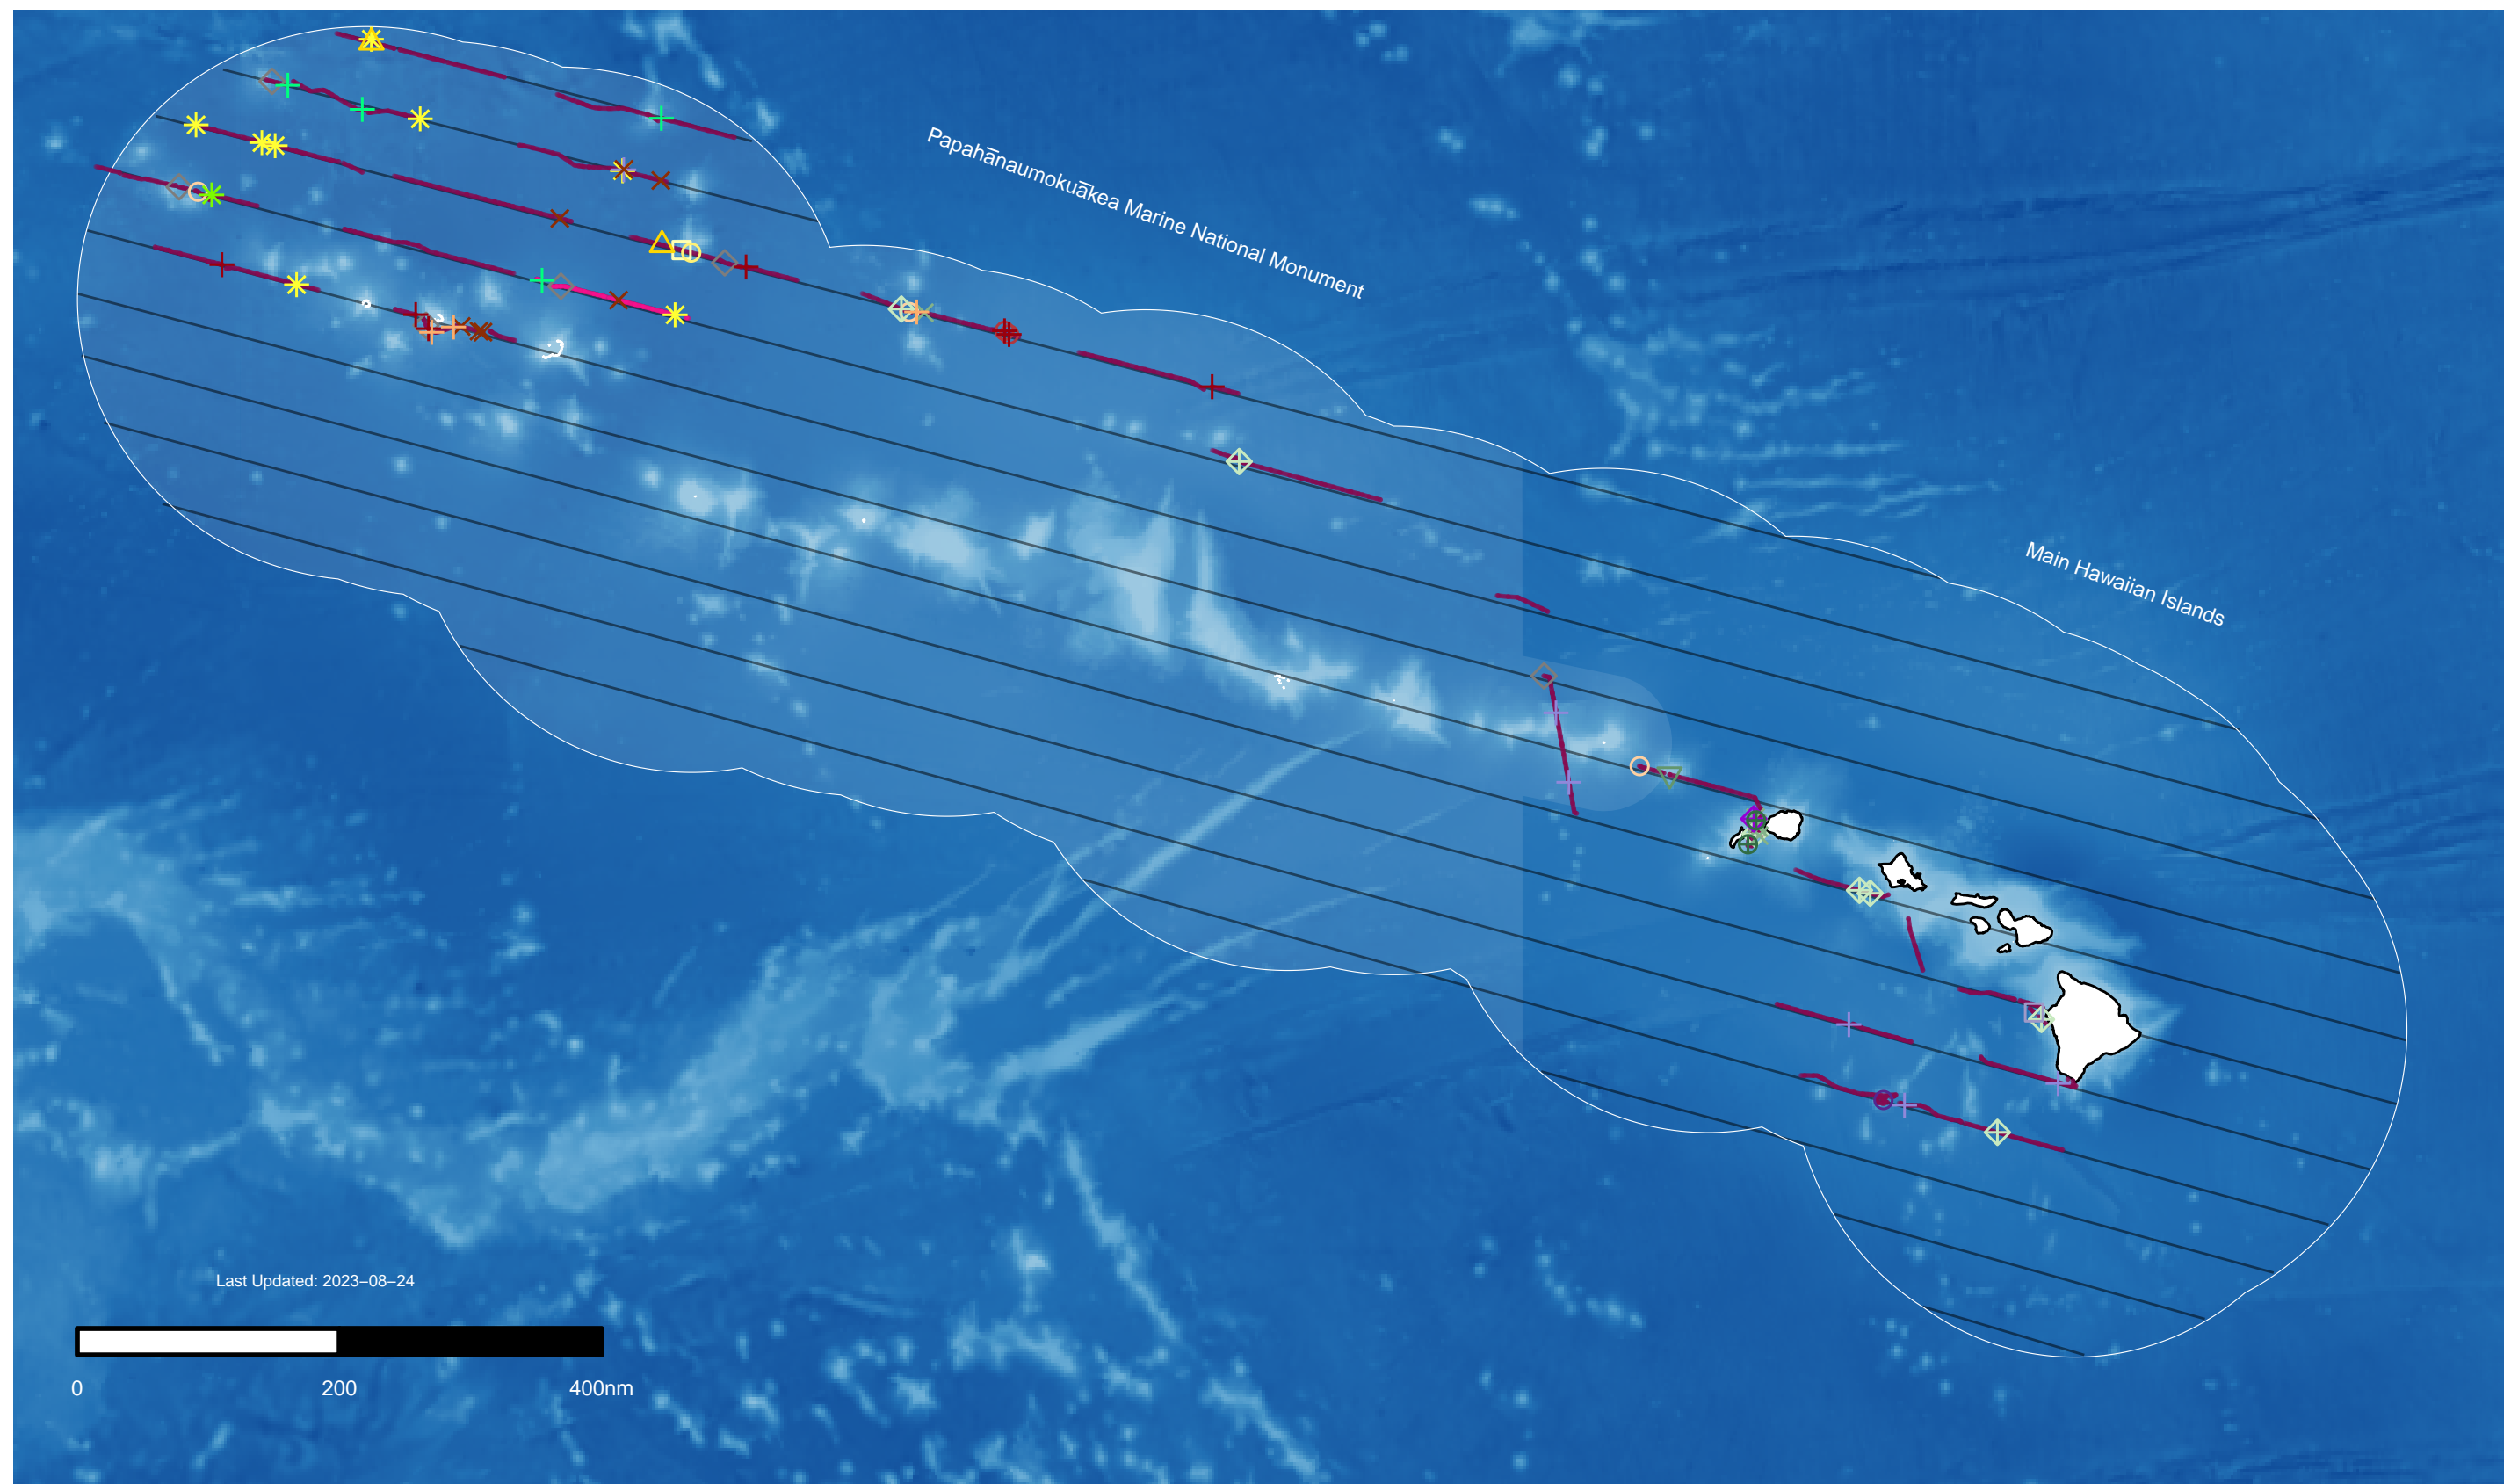 Papahānaumokuākea Marine National Monument
Main Hawaiian Islands
Last Updated: 2023−08−24
0 200 400nm